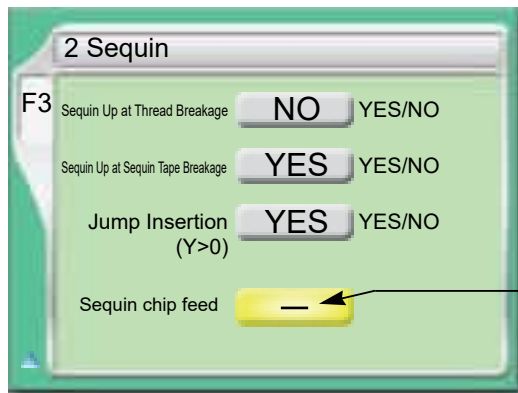 2 Sequin
F3
Sequin Up at Thread Breakage NO YES/NO
Sequin Up at Sequin Tape Breakage YES YES/NO
Jump Insertion YES YES/NO
(Y>0)
Sequin chip feed —